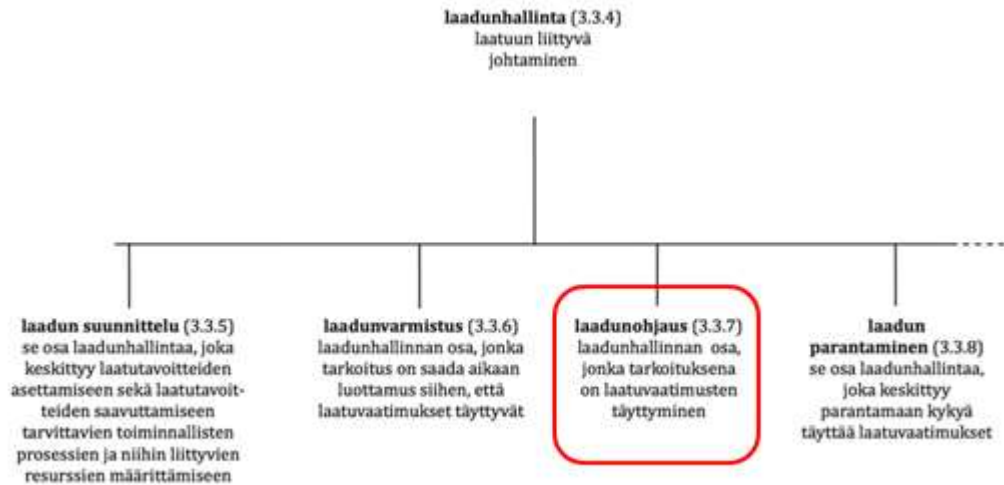 laadunhallinta (3.3.4)
laatuun liittyvä
johtaminen
laadun suunnittelu (3.3.5)
se osa laadunhallintaa, joka
keskittyy laatutavoitteiden
asettamiseen sekä laatutavoit-
teiden saavuttamiseen
tarvittavien toiminnallisten
prosessien ja niihin liittyvien
resurssien määrittämiseen
laadunvarmistus (3.3.6)
laadunhallinnan osa, jonka
tarkoitus on saada aikaan
luottamus siihen, että
laatuvaatimukset täyttyvät
laadunohjaus (3.3.7)
laadunhallinnan osa,
jonka tarkoituksena
on laatuvaatimusten
täyttyminen
laadun
parantaminen (3.3.8)
se osa laadunhallintaa,
joka keskittyy
parantamaan kykyä
täyttää laatuvaatimukset